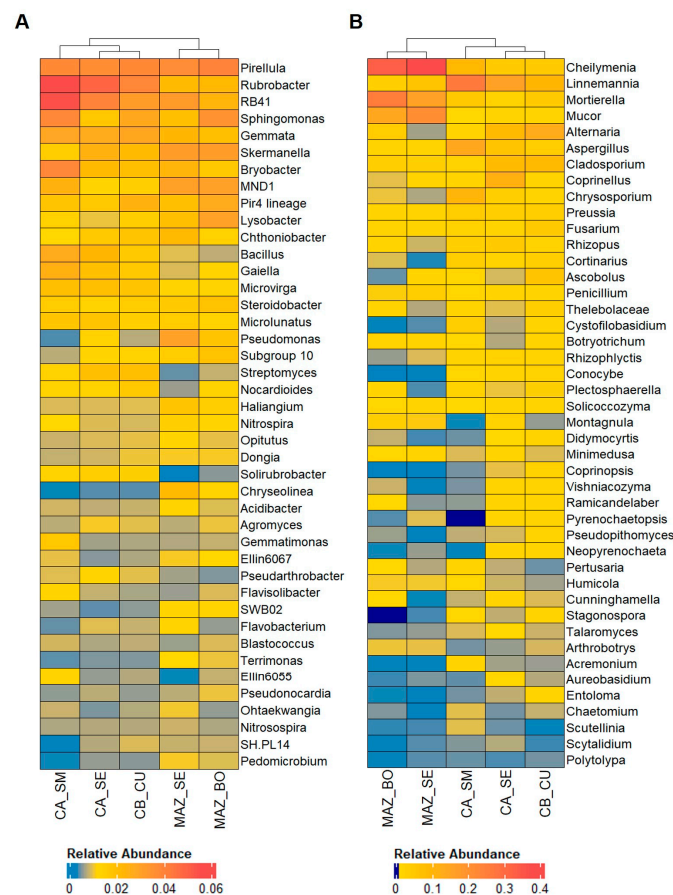 A
Pirellula
Rubrobacter
RB41
Sphingomonas
Gemmata
Skermanella
Bryobacter
MND1
Pir4 lineage
Lysobacter
Chthoniobacter
Bacillus
Gaiella
Microvirga
Steroidobacter
Microlunatus
Pseudomonas
Subgroup 10
Streptomyces
Nocardioides
Haliangium
Nitrospira
Opitutus
Dongia
Solirubrobacter
Chryseolinea
Acidibacter
Agromyces
Gemmatimonas
Ellin6067
Pseudarthrobacter
Flavisolibacter
SWB02
Flavobacterium
Blastococcus
Terrimonas
Ellin6055
Pseudonocardia
Ohtaekwangia
Nitrosospira
SH.PL14
Pedomicrobium
CA_SM
CA_SE
CB_CU
MAZ_SE
MAZ_BO
Relative Abundance
0 0.02 0.04 0.06
B
Cheilymenia
Linnemannia
Mortierella
Mucor
Alternaria
Aspergillus
Cladosporium
Coprinellus
Chrysosporium
Preussia
Fusarium
Rhizopus
Cortinarius
Ascobolus
Penicillium
Thelebolaceae
Cystofilobasidium
Botryotrichum
Rhizophlyctis
Conocybe
Plectosphaerella
Solicoccozyma
Montagnula
Didymocyrtis
Minimedusa
Coprinopsis
Vishniacozyma
Ramicandelaber
Pyrenochaetopsis
Pseudopithomyces
Neopyrenochaeta
Pertusaria
Humicola
Cunninghamella
Stagonospora
Talaromyces
Arthrobotrys
Acremonium
Aureobasidium
Entoloma
Chaetomium
Scutellinia
Scytalidium
Polytolypa
MAZ_BO
MAZ_SE
CA_SM
CA_SE
CB_CU
Relative Abundance
0 0.1 0.2 0.3 0.4